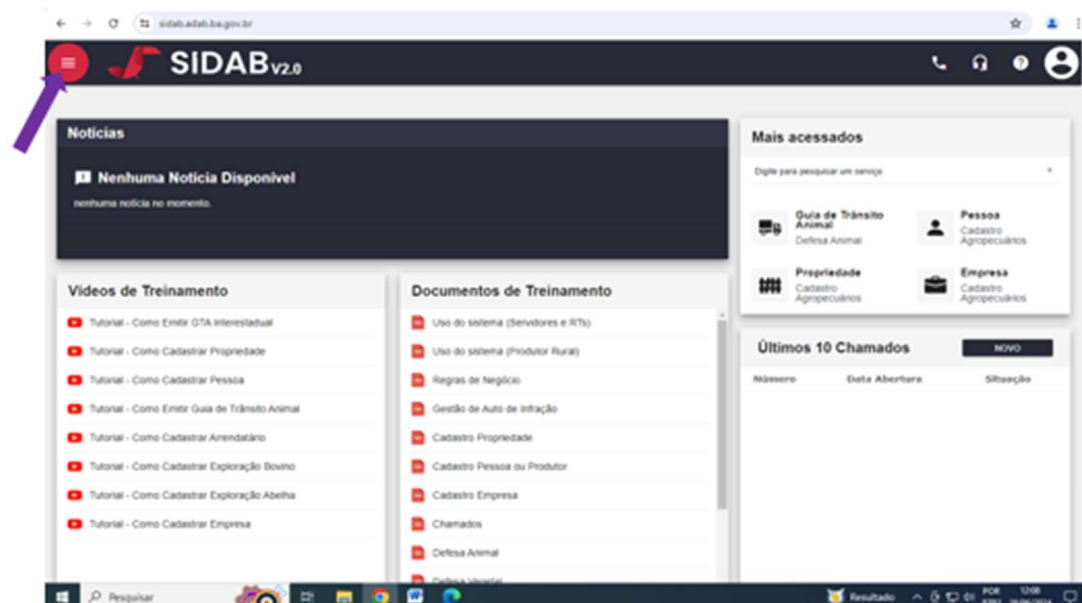 sidab.adab.ba.gov.br
SIDAB V2.0
Notícias
Nenhuma Notícia Disponível
nenhuma notícia no momento.
Mais acessados
Digite para pesquisar um serviço
Guia de Trânsito Animal
Defesa Animal
Pessoa
Cadastro Agropecuários
Propriedade
Cadastro Agropecuários
Empresa
Cadastro Agropecuários
Vídeos de Treinamento
Tutorial - Como Emitir GTA Interestadual
Tutorial - Como Cadastrar Propriedade
Tutorial - Como Cadastrar Pessoa
Tutorial - Como Emitir Guia de Trânsito Animal
Tutorial - Como Cadastrar Arrendatário
Tutorial - Como Cadastrar Exploração Bovino
Tutorial - Como Cadastrar Exploração Abelha
Tutorial - Como Cadastrar Empresa
Documentos de Treinamento
Uso do sistema (Servidores e RTs)
Uso do sistema (Produtor Rural)
Regras de Negócio
Gestão de Auto de Infração
Cadastro Propriedade
Cadastro Pessoa ou Produtor
Cadastro Empresa
Chamados
Defesa Animal
Defesa Vegetal
Últimos 10 Chamados
NOVO
Número Data Abertura Situação
Pesquisar
Resultado
POR
12:08